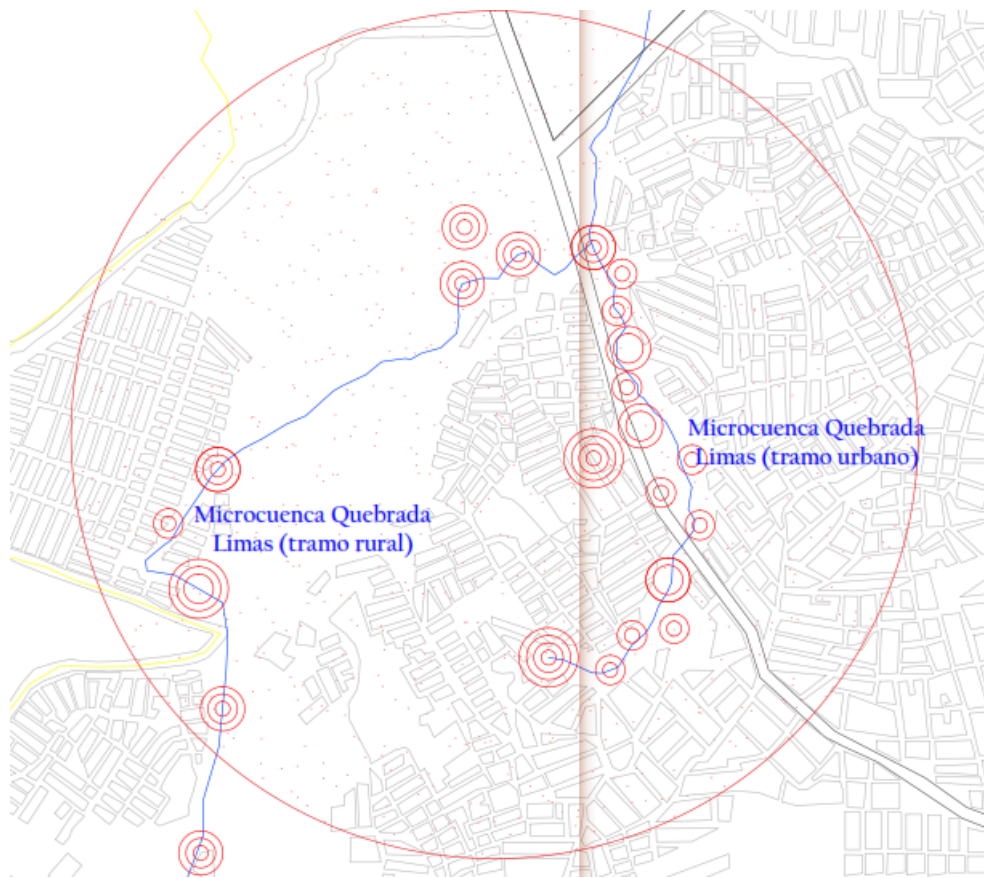 Microcuenca Quebrada
Limas (tramo urbano)
Microcuenca Quebrada
Limas (tramo rural)